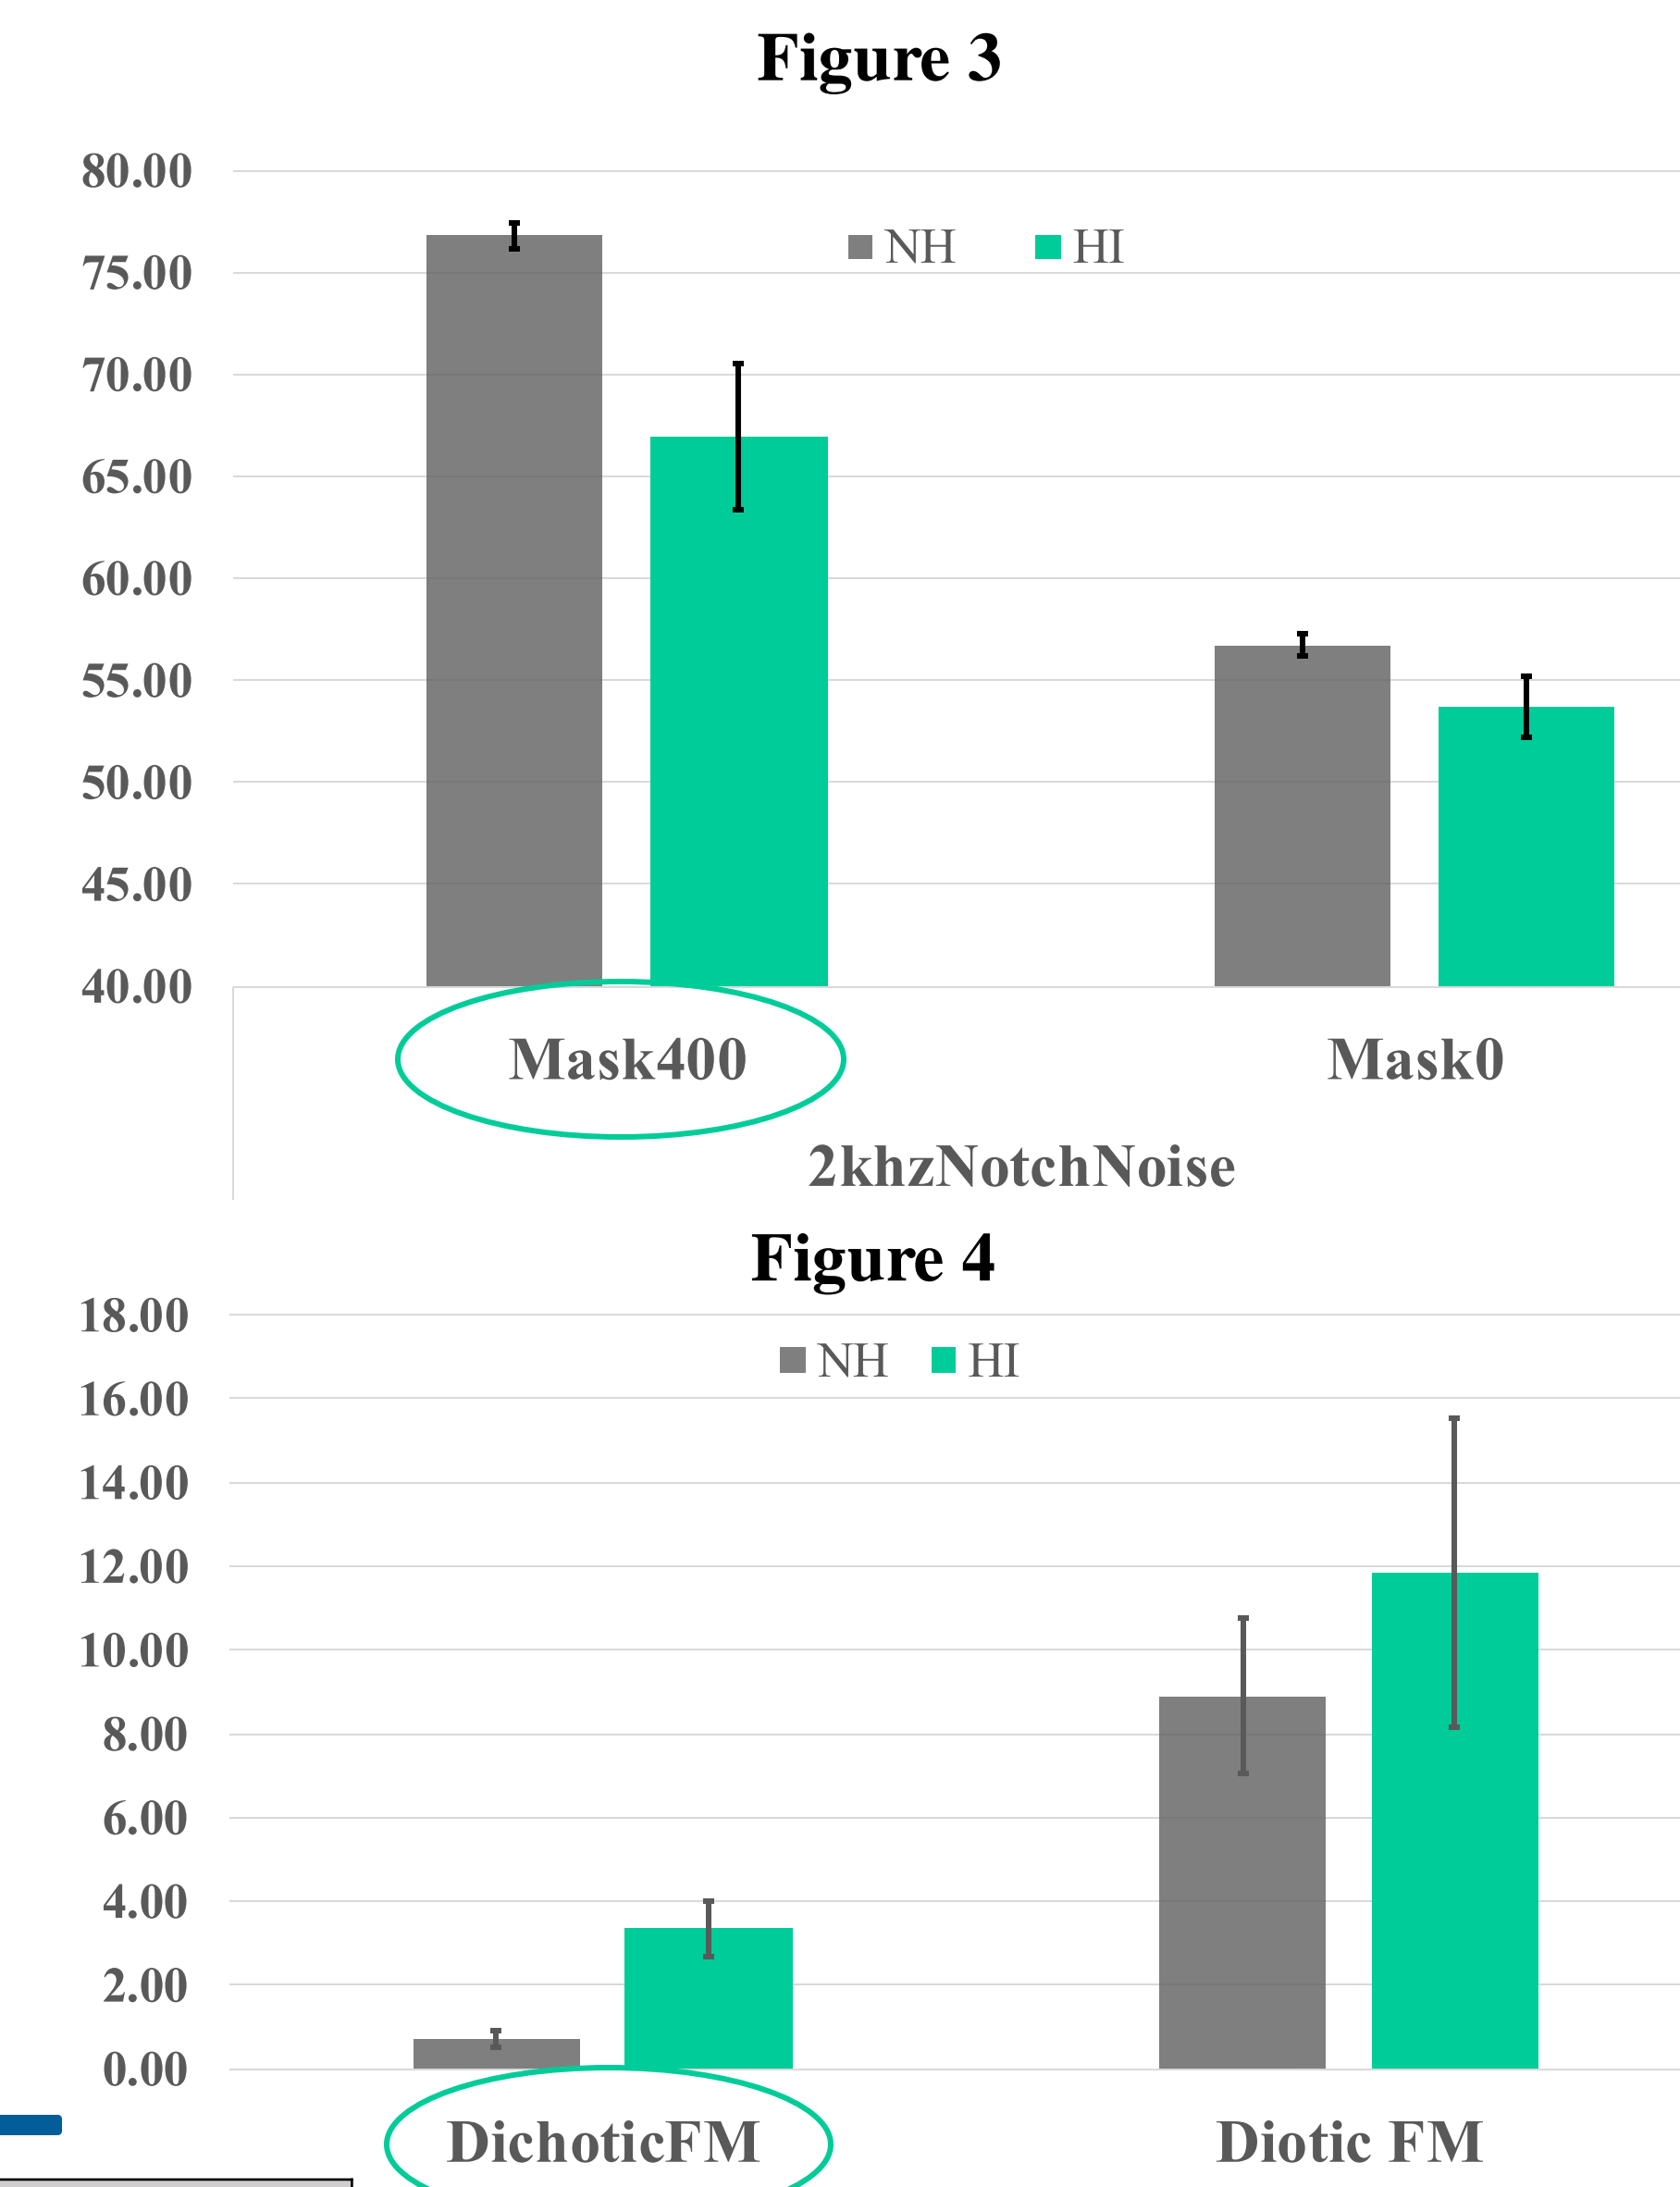 Figure 3
80.00
NH HI
75.00
70.00
65.00
60.00
55.00
50.00
45.00
40.00
Mask400 Mask0
2khzNotchNoise
Figure 4
18.00
NH HI
16.00
14.00
12.00
10.00
8.00
6.00
4.00
2.00
0.00
DichoticFM Diotic FM